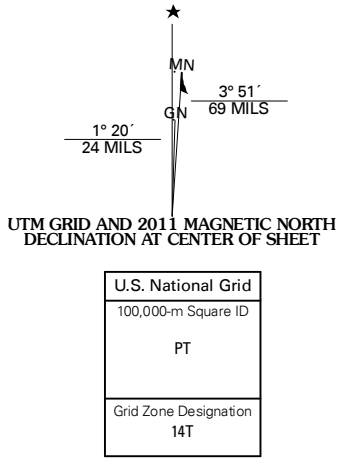 ★
MN
3° 51´
69 MILS
GN
1° 20´
24 MILS
UTM GRID AND 2011 MAGNETIC NORTH
DECLINATION AT CENTER OF SHEET
U.S. National Grid
100,000-m Square ID
PT
Grid Zone Designation
14T